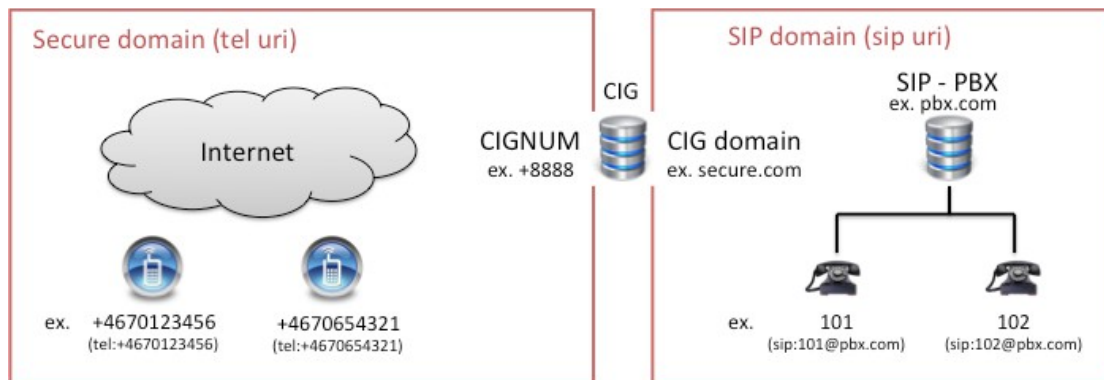 Secure domain (tel uri)
Internet
ex. +4670123456 +4670654321
(tel:+4670123456) (tel:+4670654321)
CIG
CIGNUM
ex. +8888
CIG domain
ex. secure.com
SIP domain (sip uri)
SIP - PBX
ex. pbx.com
ex. 101 102
(sip:101@pbx.com) (sip:102@pbx.com)